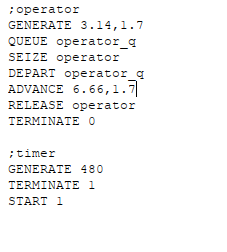 ;operator
GENERATE 3.14,1.7
QUEUE operator_q
SEIZE operator
DEPART operator_q
ADVANCE 6.66,1.7
RELEASE operator
TERMINATE 0
;timer
GENERATE 480
TERMINATE 1
START 1